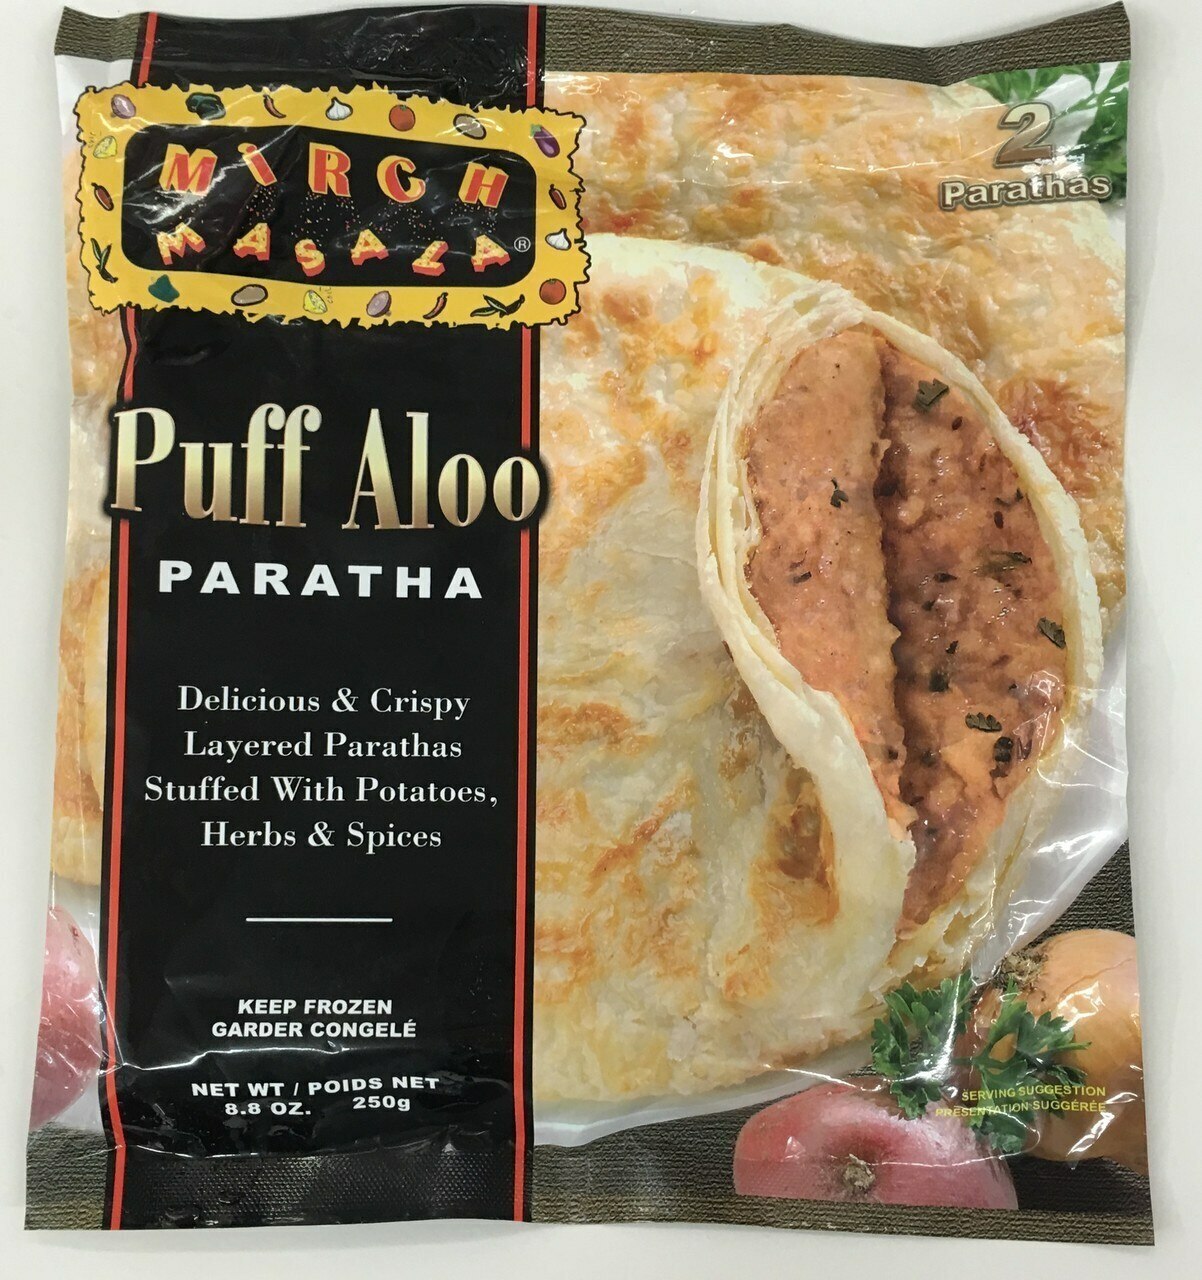 MIRCH
MASALA®
2
Parathas
Puff Aloo
PARATHA
Delicious & Crispy
Layered Parathas
Stuffed With Potatoes,
Herbs & Spices
KEEP FROZEN
GARDER CONGELÉ
NET WT / POIDS NET
8.8 OZ. 250g
SERVING SUGGESTION
PRÉSENTATION SUGGÉRÉE